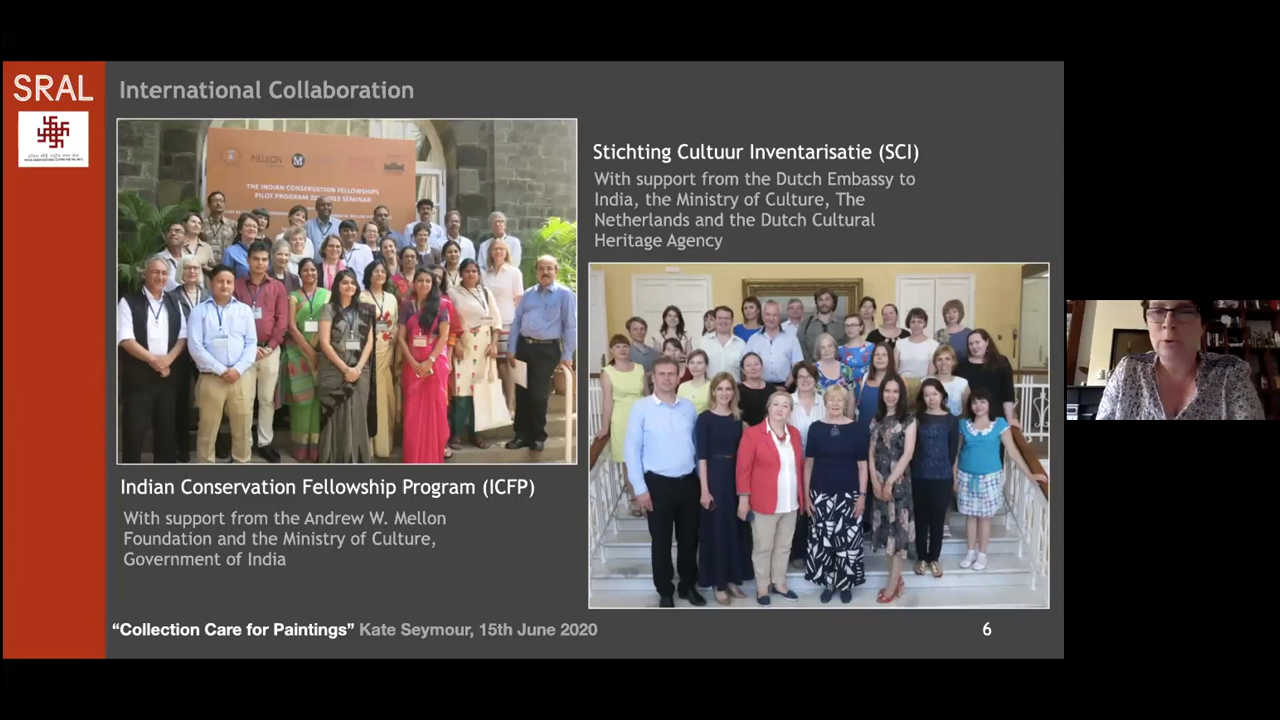 SRAL
International Collaboration
MELLON
THE INDIAN CONSERVATION FELLOWSHIPS
PILOT PROGRAM
SEMINAR
Indian Conservation Fellowship Program (ICFP)
With support from the Andrew W. Mellon
Foundation and the Ministry of Culture,
Government of India
Stichting Cultuur Inventarisatie (SCI)
With support from the Dutch Embassy to
India, the Ministry of Culture, The
Netherlands and the Dutch Cultural
Heritage Agency
“Collection Care for Paintings” Kate Seymour, 15th June 2020
6